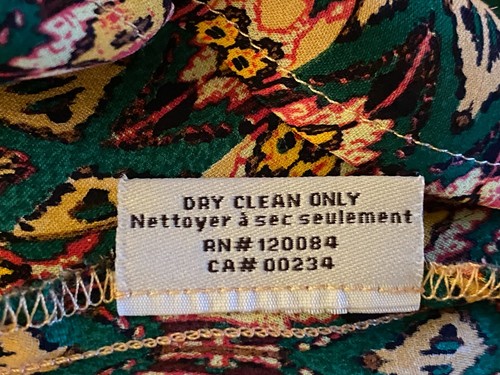 DRY CLEAN ONLY
Nettoyer à sec seulement
RN# 120084
CA# 00234